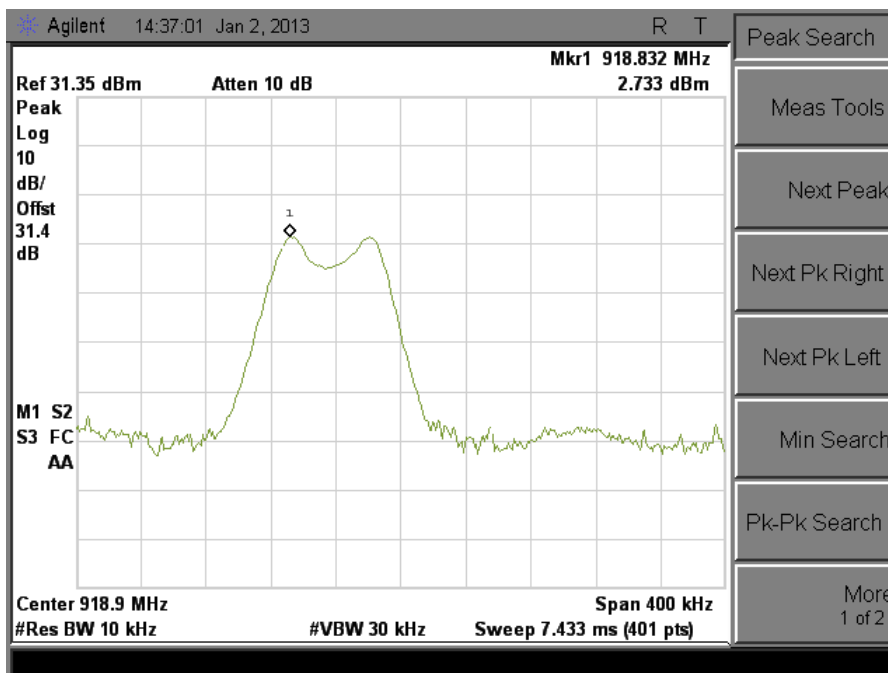 Agilent 14:37:01 Jan 2, 2013 R T
Mkr1 918.832 MHz
Ref 31.35 dBm Atten 10 dB 2.733 dBm
Peak
Log
10
dB/
Offst
31.4
dB
1
M1 S2
S3 FC
AA
Center 918.9 MHz Span 400 kHz
#Res BW 10 kHz #VBW 30 kHz Sweep 7.433 ms (401 pts)
Peak Search
Meas Tools
Next Peak
Next Pk Right
Next Pk Left
Min Search
Pk-Pk Search
More
1 of 2